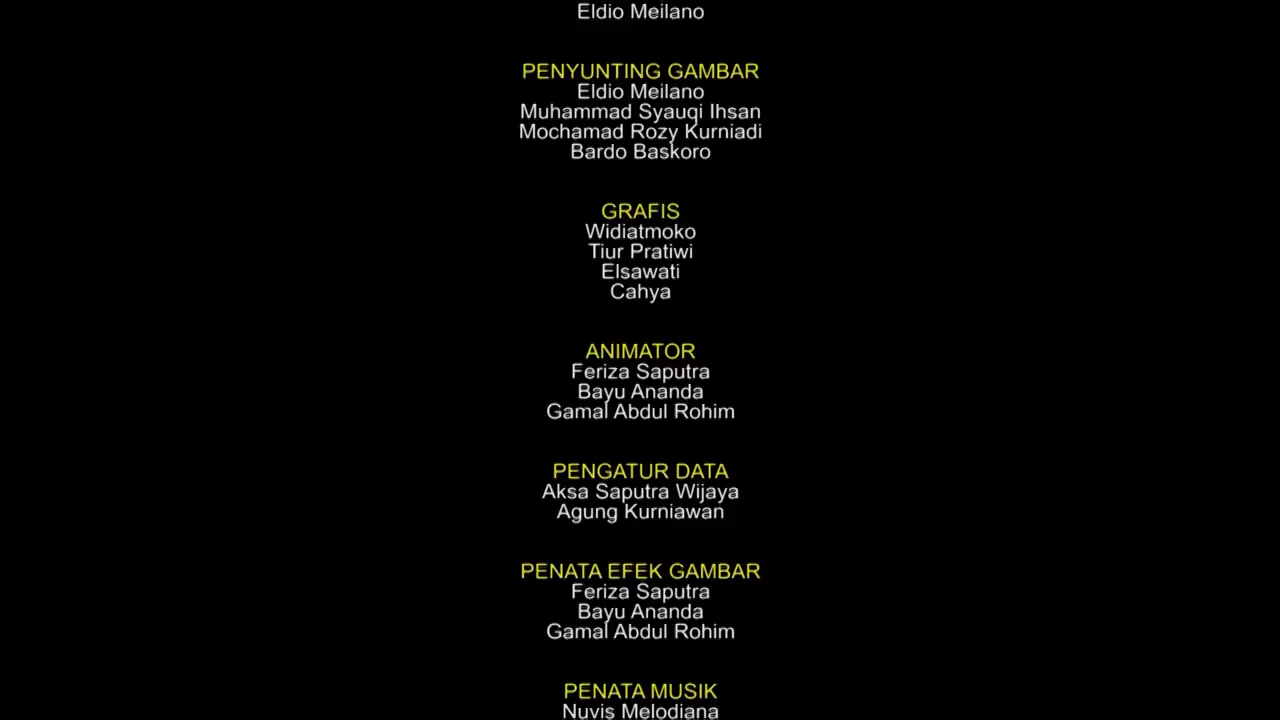 Eldio Meilano
PENYUNTING GAMBAR
Eldio Meilano
Muhammad Syauqi Ihsan
Mochamad Rozy Kurniadi
Bardo Baskoro
GRAFIS
Widiatmoko
Tiur Pratiwi
Elsawati
Cahya
ANIMATOR
Feriza Saputra
Bayu Ananda
Gamal Abdul Rohim
PENGATUR DATA
Aksa Saputra Wijaya
Agung Kurniawan
PENATA EFEK GAMBAR
Feriza Saputra
Bayu Ananda
Gamal Abdul Rohim
PENATA MUSIK
Nuvis Melodiana